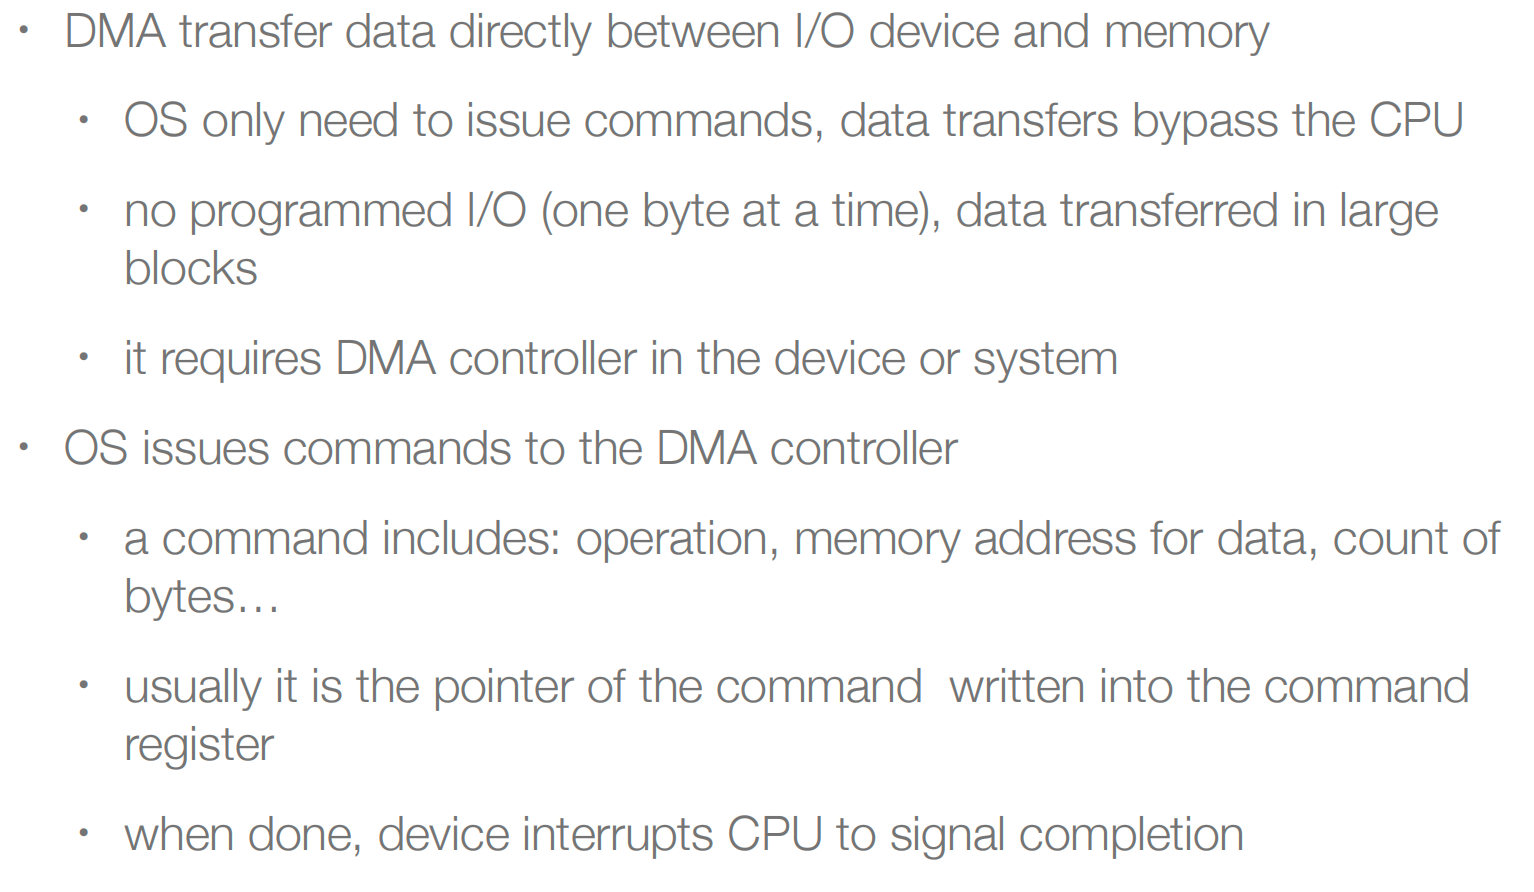 • DMA transfer data directly between I/O device and memory
• OS only need to issue commands, data transfers bypass the CPU
• no programmed I/O (one byte at a time), data transferred in large
blocks
• it requires DMA controller in the device or system
• OS issues commands to the DMA controller
• a command includes: operation, memory address for data, count of
bytes…
• usually it is the pointer of the command  written into the command
register
• when done, device interrupts CPU to signal completion